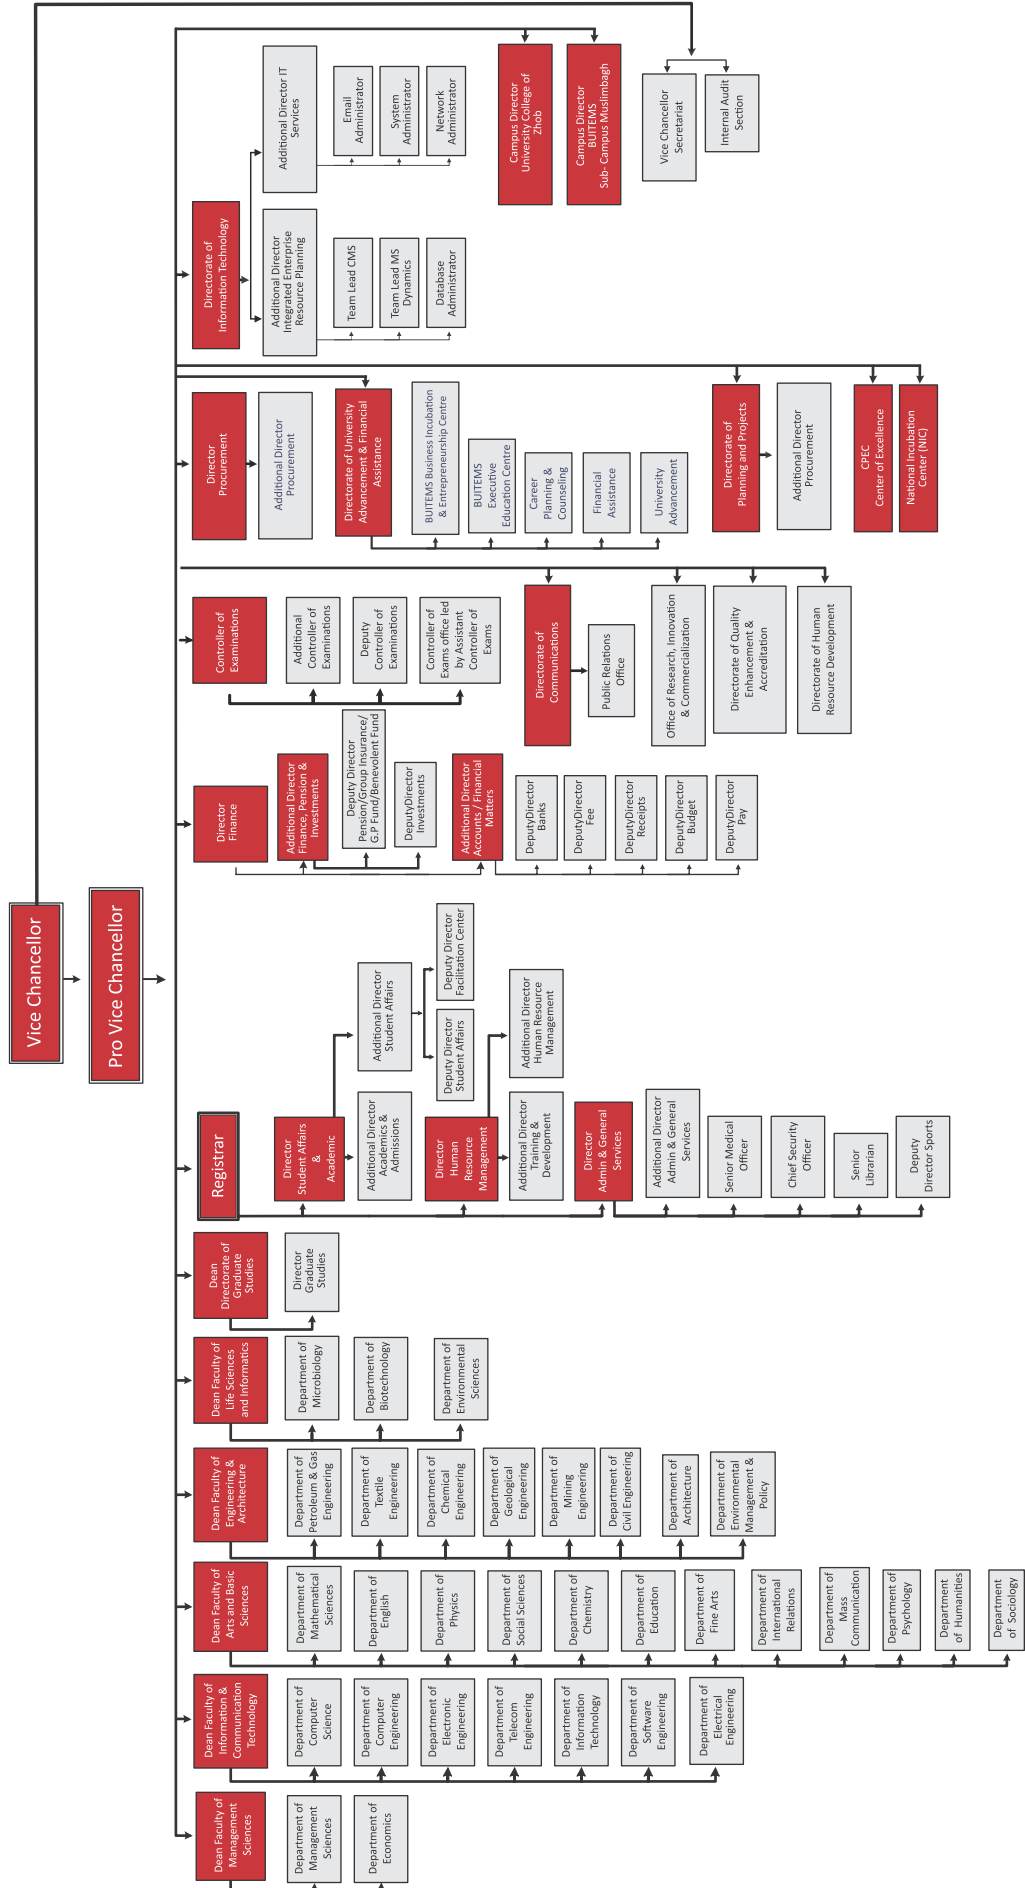 Vice Chancellor
Pro Vice Chancellor
Dean Faculty of
Management
Sciences
Department of
Management
Sciences
Department of
Economics
Dean Faculty of
Information &
Communication
Technology
Department of
Computer
Science
Department of
Computer
Engineering
Department of
Electronic
Engineering
Department of
Telecom
Engineering
Department of
Information
Technology
Department of
Software
Engineering
Department of
Electrical
Engineering
Dean Faculty of
Arts and Basic
Sciences
Department of
Mathematical
Sciences
Department of
English
Department of
Physics
Department of
Social Sciences
Department of
Chemistry
Department of
Education
Department of
Fine Arts
Department of
International
Relations
Department of
Mass
Communication
Department of
Psychology
Department
of Humanities
Department
of Sociology
Dean Faculty of
Engineering &
Architecture
Department of
Petroleum & Gas
Engineering
Department of
Textile
Engineering
Department of
Chemical
Engineering
Department of
Geological
Engineering
Department of
Mining
Engineering
Department of
Civil Engineering
Department of
Architecture
Department of
Environmental
Management &
Policy
Dean Faculty of
Life Sciences
and Informatics
Department of
Microbiology
Department of
Biotechnology
Department of
Environmental
Sciences
Dean
Directorate of
Graduate
Studies
Director
Graduate
Studies
Registrar
Director
Student Affairs
&
Academic
Additional Director
Academics &
Admissions
Additional Director
Student Affairs
Deputy Director
Student Affairs
Deputy Director
Facilitation Center
Director
Human
Resource
Management
Additional Director
Training &
Development
Additional Director
Human Resource
Management
Director
Admin & General
Services
Additional Director
Admin & General
Services
Senior Medical
Officer
Chief Security
Officer
Senior
Librarian
Deputy
Director Sports
Director
Finance
Additional Director
Finance, Pension &
Investments
Deputy Director
Pension/Group Insurance/
G.P Fund/Benevolent Fund
DeputyDirector
Investments
Additional Director
Accounts / Financial
Matters
DeputyDirector
Banks
DeputyDirector
Fee
DeputyDirector
Receipts
DeputyDirector
Budget
DeputyDirector
Pay
Controller of
Examinations
Additional
Controller of
Examinations
Deputy
Controller of
Examinations
Controller of
Exams office led
by Assistant
Controller of
Exams
Directorate of
Communications
Public Relations
Office
Office of Research, Innovation
& Commercialization
Directorate of Quality
Enhancement &
Accreditation
Directorate of Human
Resource Development
Director
Procurement
Additional Director
Procurement
Directorate of University
Advancement & Financial
Assistance
BUITEMS Business Incubation
& Entrepreneurship Centre
BUITEMS
Executive
Education Centre
Career
Planning &
Counseling
Financial
Assistance
University
Advancement
Directorate of
Planning and Projects
Additional Director
Procurement
CPEC
Center of Excellence
National Incubation
Center (NIC)
Directorate of
Information Technology
Additional Director
Integrated Enterprise
Resource Planning
Team Lead CMS
Team Lead MS
Dynamics
Database
Administrator
Additional Director IT
Services
Email
Administrator
System
Administrator
Network
Administrator
Campus Director
University College of
Zhob
Campus Director
BUITEMS
Sub- Campus Muslimbagh
Vice Chancellor
Secretariat
Internal Audit
Section